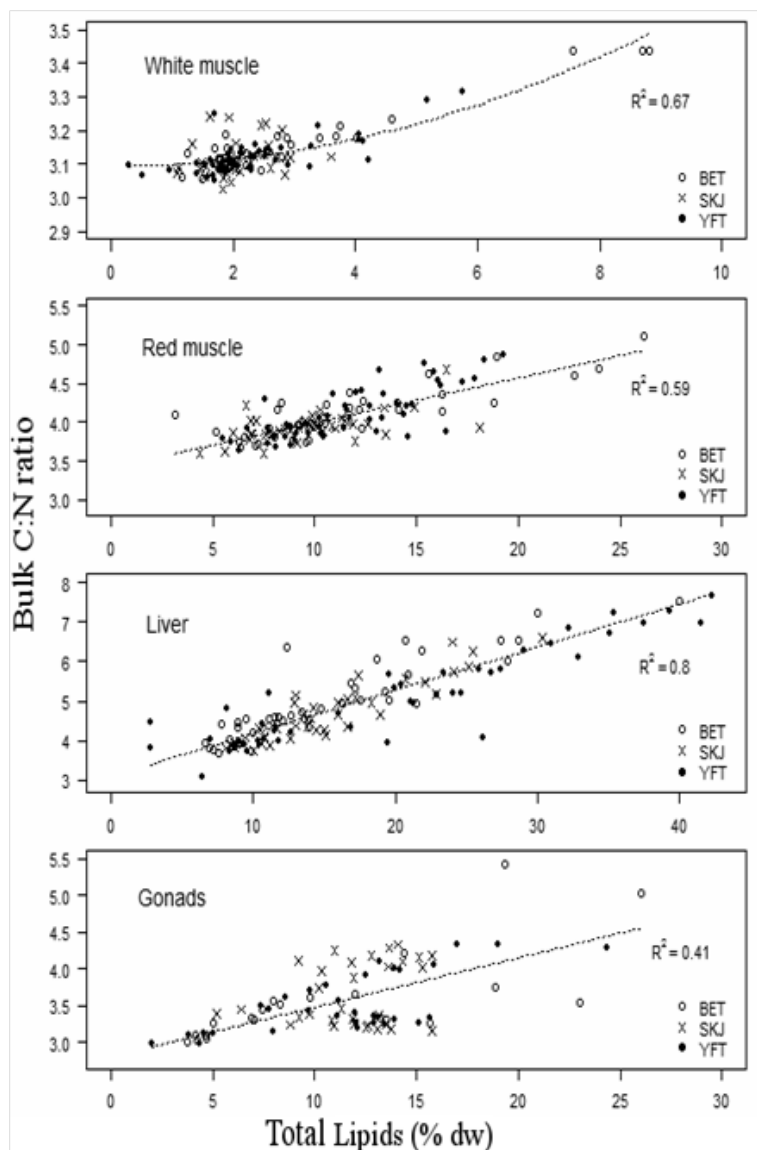 Bulk C:N ratio
3.5
3.4
3.3
3.2
3.1
3.0
2.9
White muscle
R² = 0.67
BET
SKJ
YFT
0 2 4 6 8 10
5.5
5.0
4.5
4.0
3.5
3.0
Red muscle
R² = 0.59
BET
SKJ
YFT
0 5 10 15 20 25 30
8
7
6
5
4
3
Liver
R² = 0.8
BET
SKJ
YFT
0 10 20 30 40
5.5
5.0
4.5
4.0
3.5
3.0
Gonads
R² = 0.41
BET
SKJ
YFT
0 5 10 15 20 25 30
Total Lipids (% dw)